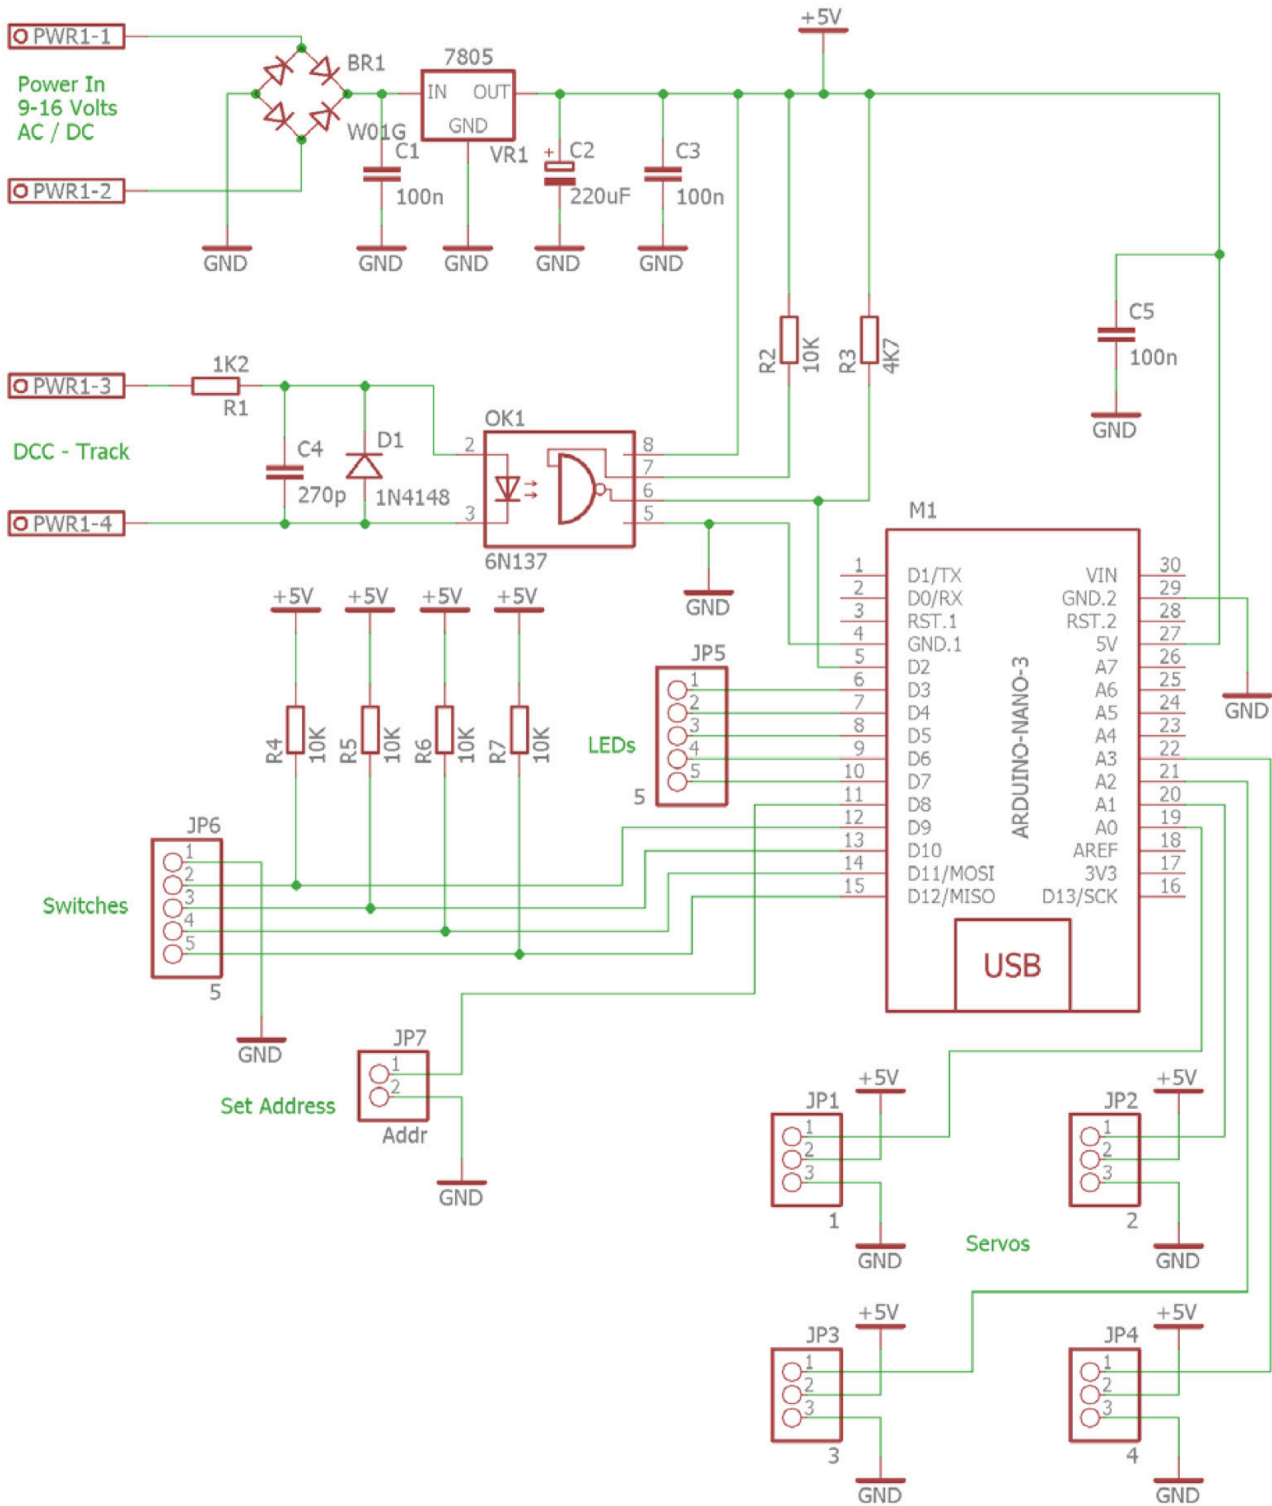 +5V
PWR1-1
BR1
7805
Power In
9-16 Volts
AC / DC
IN OUT
GND
W01G
C1
VR1
C2
C3
+
PWR1-2
100n
220uF
100n
GND
GND
GND
GND
GND
C5
100n
R2
10K
R3
4K7
1K2
PWR1-3
R1
OK1
GND
DCC - Track
C4
D1
2
8
7
270p
1N4148
6
PWR1-4
3
5
6N137
M1
+5V
+5V
+5V
+5V
GND
1 D1/TX VIN 30
2 D0/RX GND.2 29
3 RST.1 RST.2 28
4 GND.1 5V 27
5 D2 A7 26
6 D3 A6 25
7 D4 A5 24
8 D5 A4 23
9 D6 A3 22
10 D7 A2 21
11 D8 A1 20
12 D9 A0 19
13 D10 AREF 18
14 D11/MOSI 3V3 17
15 D12/MISO D13/SCK 16
ARDUINO-NANO-3
USB
GND
JP5
1
2
3
4
5
LEDs
5
R4
10K
R5
10K
R6
10K
R7
10K
JP6
1
2
3
4
5
Switches
5
GND
JP7
1
2
Set Address
Addr
GND
+5V
JP1
1
2
3
1
GND
+5V
JP2
1
2
3
2
GND
Servos
+5V
JP3
1
2
3
3
GND
+5V
JP4
1
2
3
4
GND